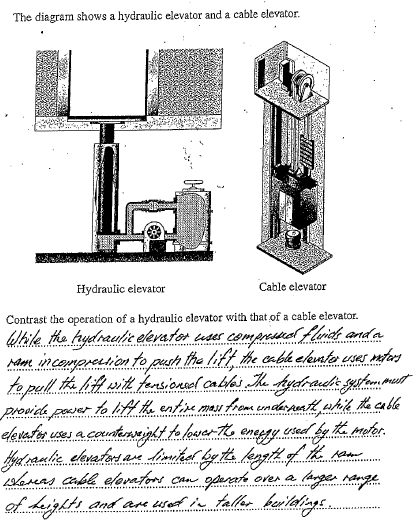 The diagram shows a hydraulic elevator and a cable elevator.
Hydraulic elevator
Cable elevator
Contrast the operation of a hydraulic elevator with that of a cable elevator.
While the hydraulic elevator uses compressed fluids and a
ram in compression to push the lift, the cable elevator uses motors
to pull the lift with tensioned cables. The hydraulic system must
provide power to lift the entire mass from underneath, while the cable
elevator uses a counterweight to lower the energy used by the motor.
Hydraulic elevators are limited by the length of the ram
whereas cable elevators can operate over a larger range
of heights and are used in taller buildings.